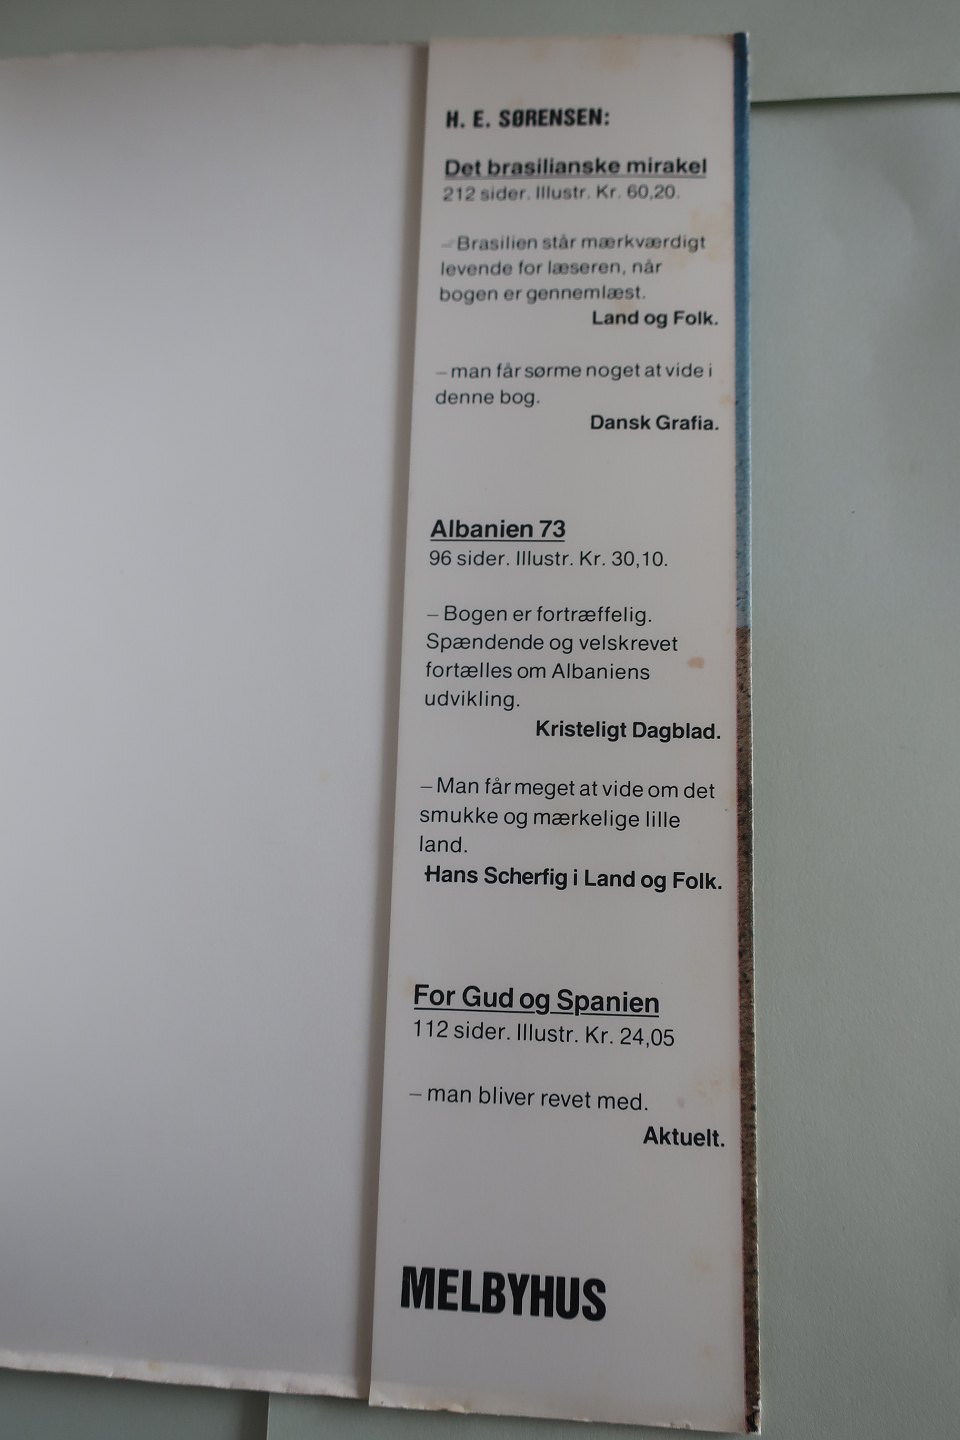 H. E. SØRENSEN:
Det brasilianske mirakel
212 sider. Illustr. Kr. 60,20.
– Brasilien står mærkværdigt
levende for læseren, når
bogen er gennemlæst.
Land og Folk.
– man får sørme noget at vide i
denne bog.
Dansk Grafia.
Albanien 73
96 sider. Illustr. Kr. 30,10.
– Bogen er fortræffelig.
Spændende og velskrevet
fortælles om Albaniens
udvikling.
Kristeligt Dagblad.
– Man får meget at vide om det
smukke og mærkelige lille
land.
Hans Scherfig i Land og Folk.
For Gud og Spanien
112 sider. Illustr. Kr. 24,05
– man bliver revet med.
Aktuelt.
MELBYHUS